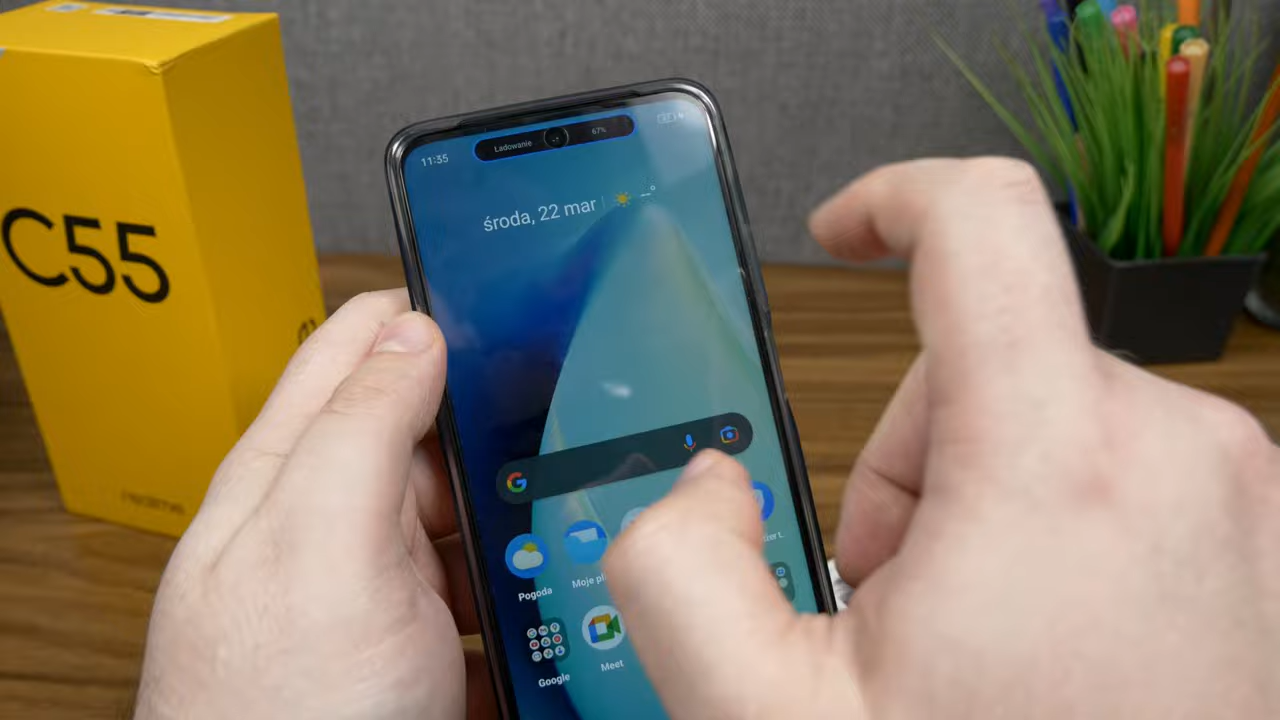 C55
realme
11:35
Ładowanie
67%
środa, 22 mar
Pogoda
Moje pl
Google
Meet